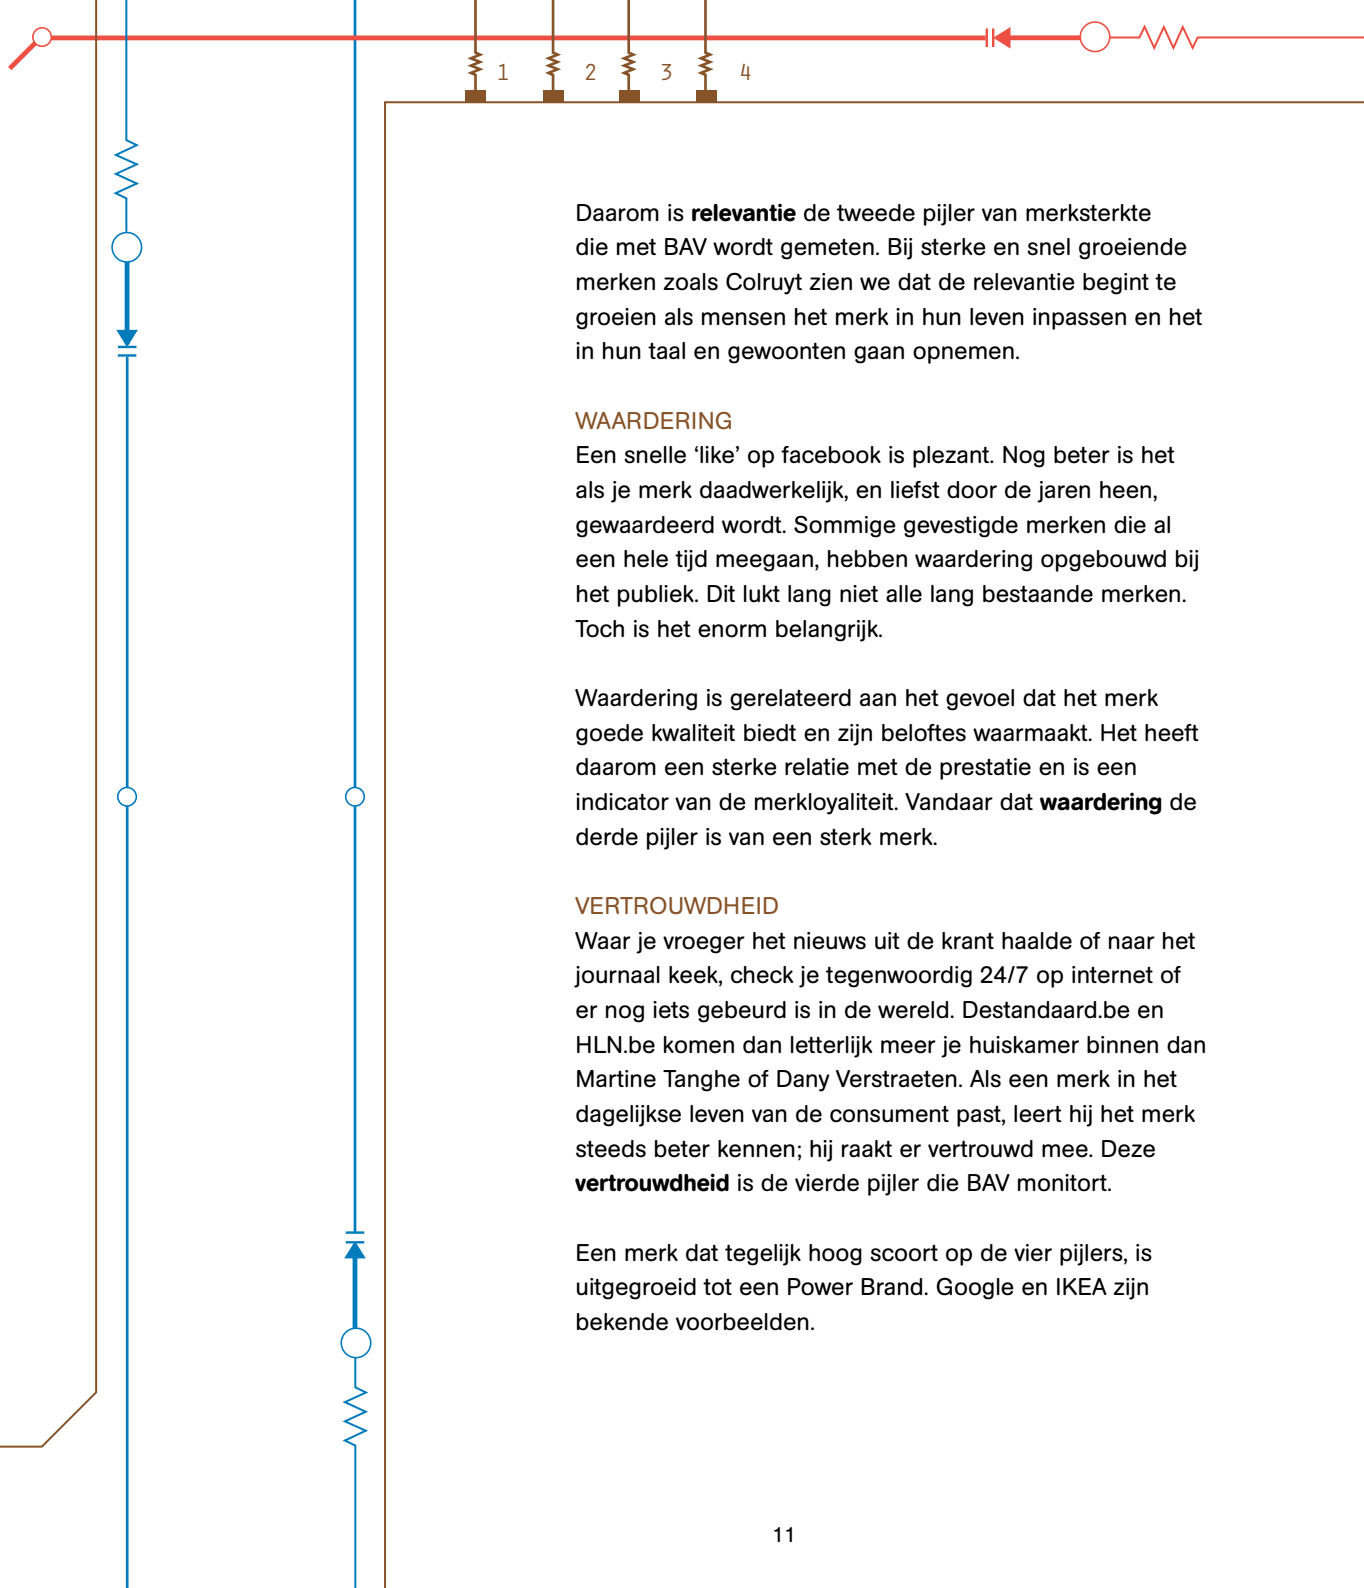 1 2 3 4
Daarom is relevantie de tweede pijler van merksterkte
die met BAV wordt gemeten. Bij sterke en snel groeiende
merken zoals Colruyt zien we dat de relevantie begint te
groeien als mensen het merk in hun leven inpassen en het
in hun taal en gewoonten gaan opnemen.
WAARDERING
Een snelle ‘like’ op facebook is plezant. Nog beter is het
als je merk daadwerkelijk, en liefst door de jaren heen,
gewaardeerd wordt. Sommige gevestigde merken die al
een hele tijd meegaan, hebben waardering opgebouwd bij
het publiek. Dit lukt lang niet alle lang bestaande merken.
Toch is het enorm belangrijk.
Waardering is gerelateerd aan het gevoel dat het merk
goede kwaliteit biedt en zijn beloftes waarmaakt. Het heeft
daarom een sterke relatie met de prestatie en is een
indicator van de merkloyaliteit. Vandaar dat waardering de
derde pijler is van een sterk merk.
VERTROUWDHEID
Waar je vroeger het nieuws uit de krant haalde of naar het
journaal keek, check je tegenwoordig 24/7 op internet of
er nog iets gebeurd is in de wereld. Destandaard.be en
HLN.be komen dan letterlijk meer je huiskamer binnen dan
Martine Tanghe of Dany Verstraeten. Als een merk in het
dagelijkse leven van de consument past, leert hij het merk
steeds beter kennen; hij raakt er vertrouwd mee. Deze
vertrouwdheid is de vierde pijler die BAV monitort.
Een merk dat tegelijk hoog scoort op de vier pijlers, is
uitgegroeid tot een Power Brand. Google en IKEA zijn
bekende voorbeelden.
11